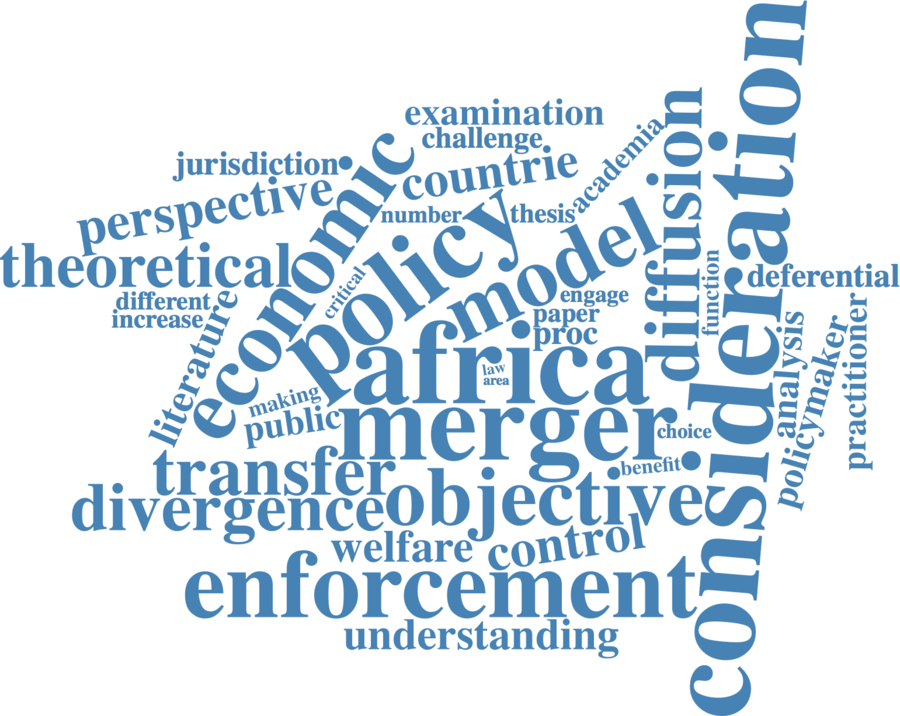 consideration
examination
challenge
diffusion
academia
jurisdiction
economic
countrie
perspective
number
thesis
policy
model
theoretical
critical
function
deferential
different
increase
engage
paper
proc
literature
africa
law
area
analysis
policymaker
practitioner
making
public
merger
choice
benefit
transfer
divergence
objective
welfare
control
enforcement
understanding